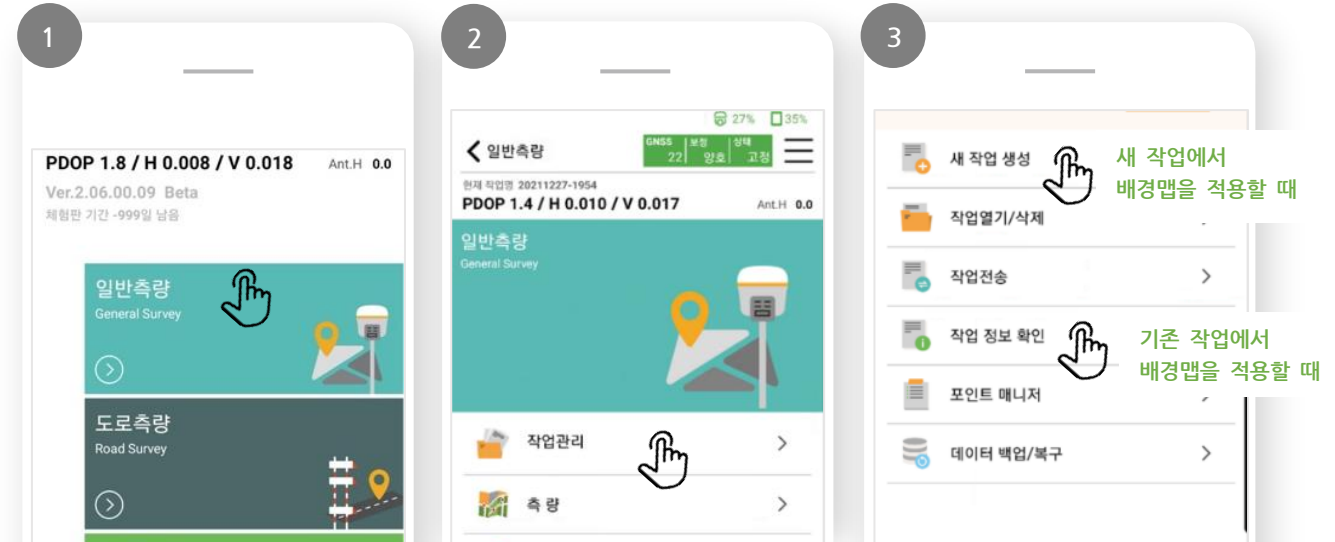 1
PDOP 1.8 / H 0.008 / V 0.018 Ant.H 0.0
Ver.2.06.00.09 Beta
체험판 기간 -999일 남음
일반측량
General Survey
도로측량
Road Survey
2
27% 35%
일반측량
GNSS 보정 상태
22 양호 고정
현재 작업명 20211227-1954
PDOP 1.4 / H 0.010 / V 0.017 Ant.H 0.0
일반측량
General Survey
작업관리
측 량
3
새 작업 생성
작업열기/삭제
작업전송
작업 정보 확인
포인트 매니저
데이터 백업/복구
새 작업에서
배경맵을 적용할 때
기존 작업에서
배경맵을 적용할 때